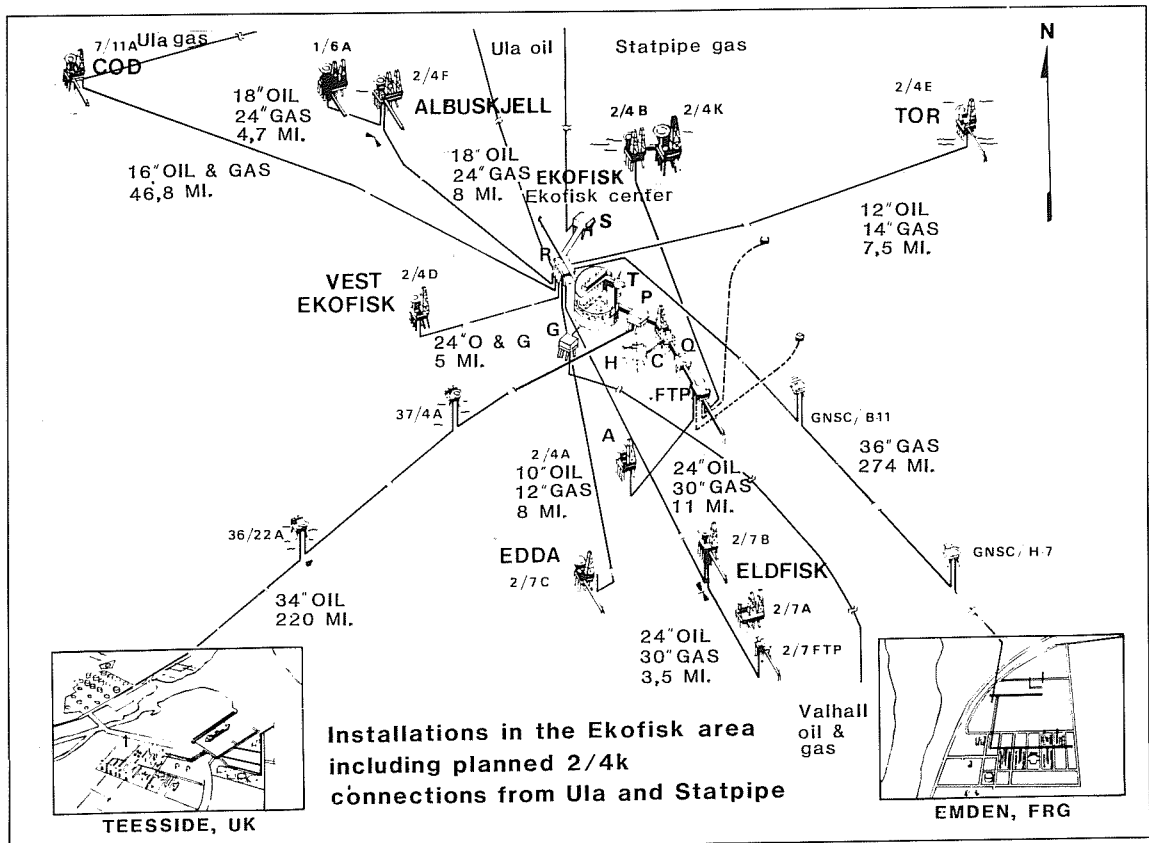 7/11A
Ula gas
COD
1/6A
2/4F
ALBUSKJELL
18"OIL
24"GAS
4,7 MI.
16"OIL & GAS
46,8 MI.
Ula oil
Statpipe gas
18"OIL
24"GAS
8 MI.
2/4B
2/4K
EKOFISK
Ekofisk center
2/4E
TOR
N
12"OIL
14"GAS
7,5 MI.
S
R
T
P
G
H
C
Q
FTP
A
VEST
EKOFISK
2/4D
24"O & G
5 MI.
37/4A
36/22A
34"OIL
220 MI.
2/4A
10"OIL
12"GAS
8 MI.
24"OIL
30"GAS
11 MI.
GNSC/B-11
36"GAS
274 MI.
GNSC/H-7
EDDA
2/7C
2/7B
ELDFISK
2/7A
2/7FTP
24"OIL
30"GAS
3,5 MI.
Valhall
oil &
gas
Installations in the Ekofisk area
including planned 2/4k
connections from Ula and Statpipe
TEESSIDE, UK
EMDEN, FRG